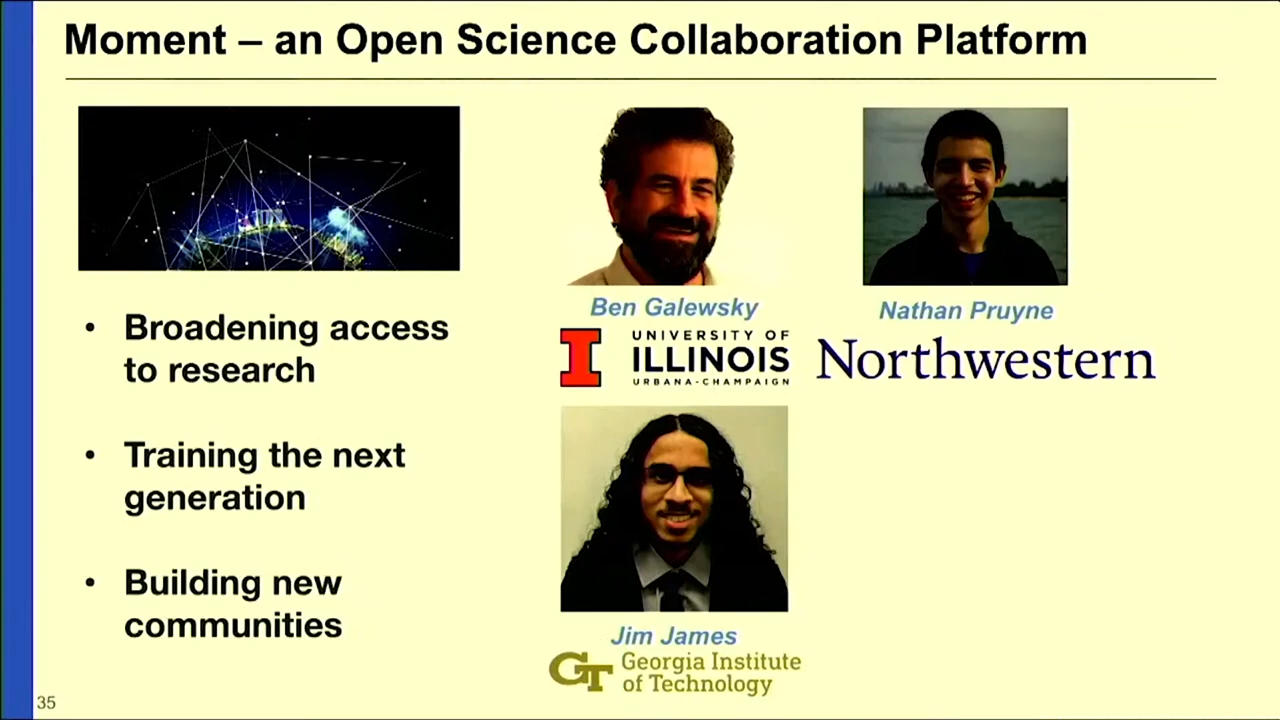 Moment – an Open Science Collaboration Platform
• Broadening access
to research
• Training the next
generation
• Building new
communities
Ben Galewsky
UNIVERSITY OF
ILLINOIS
URBANA-CHAMPAIGN
Nathan Pruyne
Northwestern
Jim James
GT Georgia Institute
of Technology
35